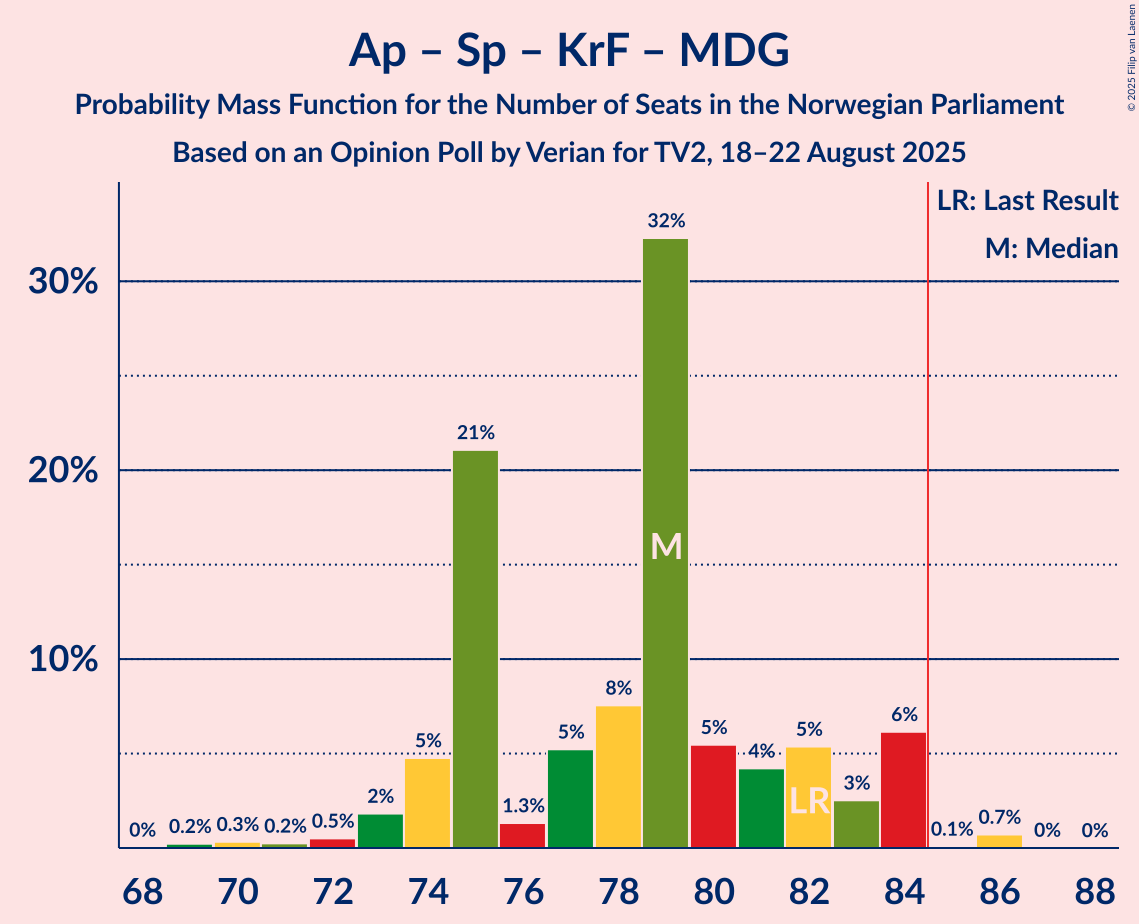 Ap – Sp – KrF – MDG
Probability Mass Function for the Number of Seats in the Norwegian Parliament
Based on an Opinion Poll by Verian for TV2, 18–22 August 2025
© 2025 Filip van Laenen
LR: Last Result
M: Median
30%
20%
10%
0%
0.2%
0.3%
0.2%
0.5%
2%
5%
21%
1.3%
5%
8%
32%
5%
4%
5%
3%
6%
0.1%
0.7%
0%
0%
M
LR
68 70 72 74 76 78 80 82 84 86 88